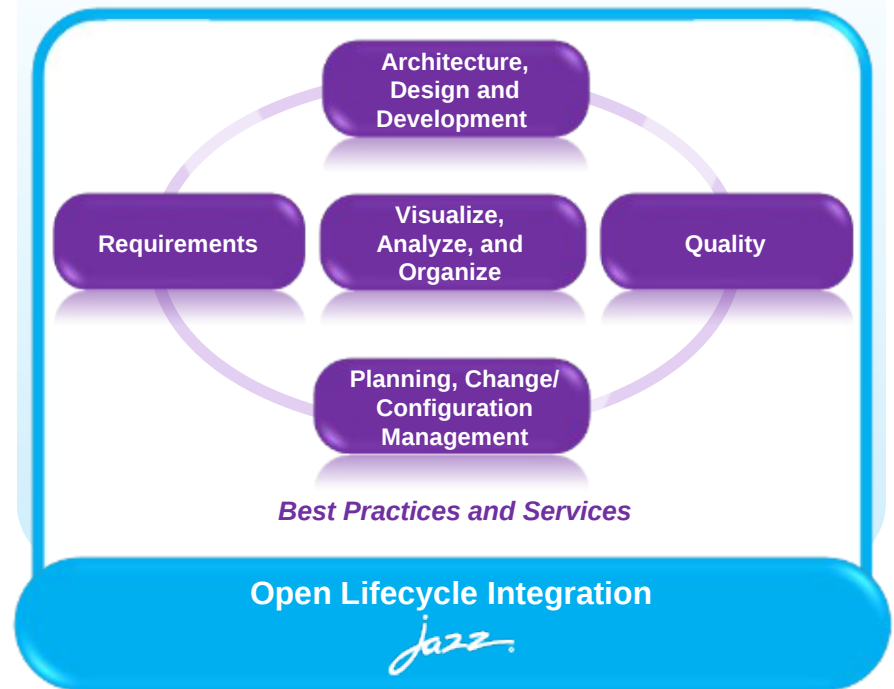 Architecture,
Design and
Development
Requirements
Visualize,
Analyze, and
Organize
Quality
Planning, Change/
Configuration
Management
Best Practices and Services
Open Lifecycle Integration
jazz